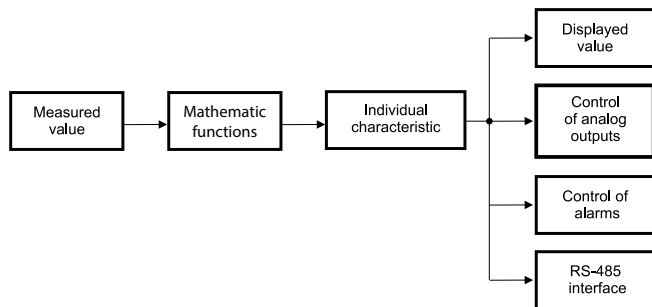 Measured
value
Mathematic
functions
Individual
characteristic
Displayed
value
Control
of analog
outputs
Control of
alarms
RS-485
interface